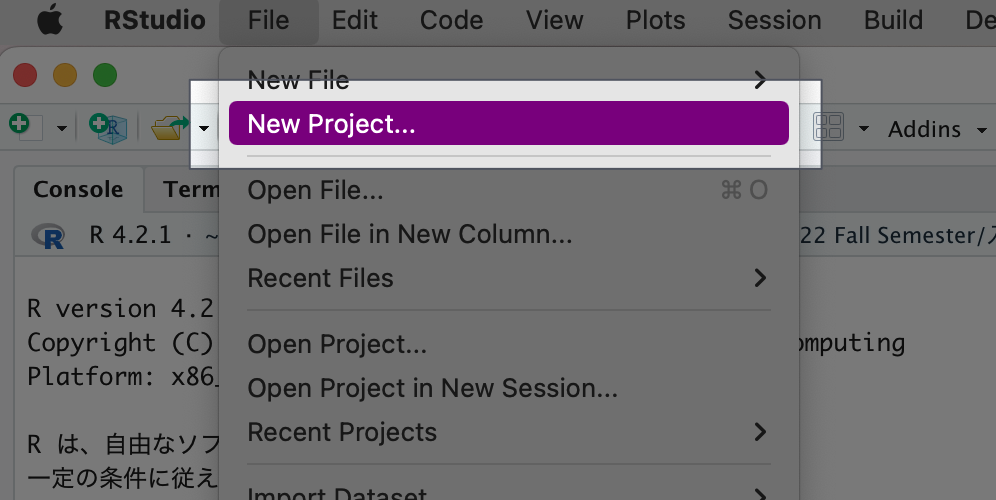 RStudio File Edit Code View Plots Session Build
New File
New Project...
Addins
Console
Open File... ⌘ O
R 4.2.1 · ~
Open File in New Column...
22 Fall Semester/
Recent Files
R version 4.2
Copyright (C)
Open Project...
Platform: x86_
Open Project in New Session...
Recent Projects
R は、自由なソフ
一定の条件に従え
Import Dataset